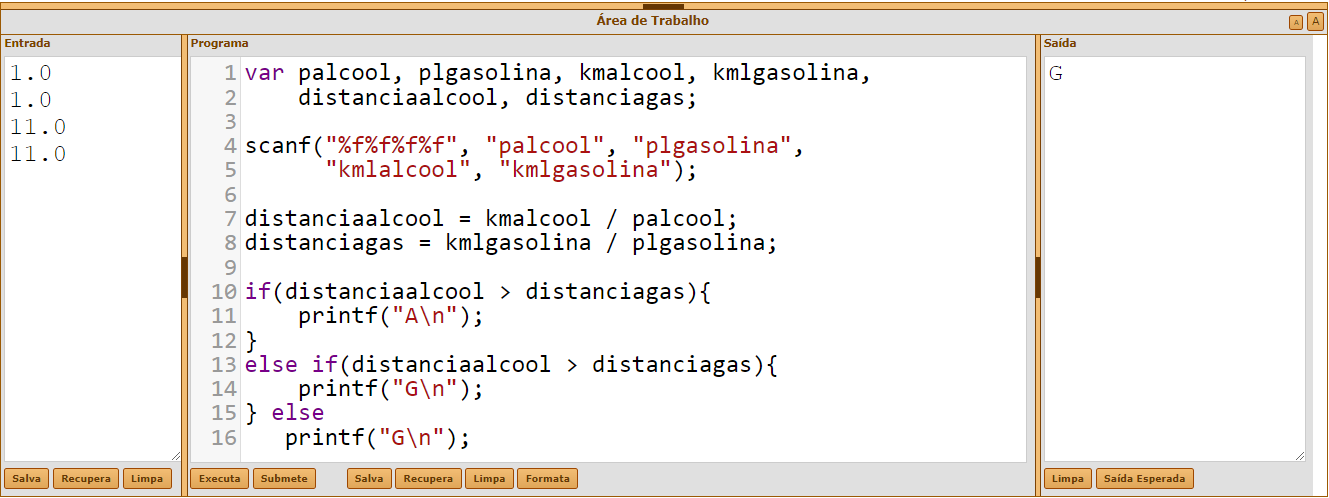 Área de Trabalho
A A
Entrada
1.0
1.0
11.0
11.0
Salva Recupera Limpa
Programa
1 var palcool, plgasolina, kmalcool, kmlgasolina,
2     distanciaalcool, distanciagas;
3
4 scanf("%f%f%f%f", "palcool", "plgasolina",
5       "kmlalcool", "kmlgasolina");
6
7 distanciaalcool = kmalcool / palcool;
8 distanciagas = kmlgasolina / plgasolina;
9
10 if(distanciaalcool > distanciagas){
11     printf("A\n");
12 }
13 else if(distanciaalcool > distanciagas){
14     printf("G\n");
15 } else
16    printf("G\n");
Executa Submete Salva Recupera Limpa Formata
Saída
G
Limpa Saída Esperada